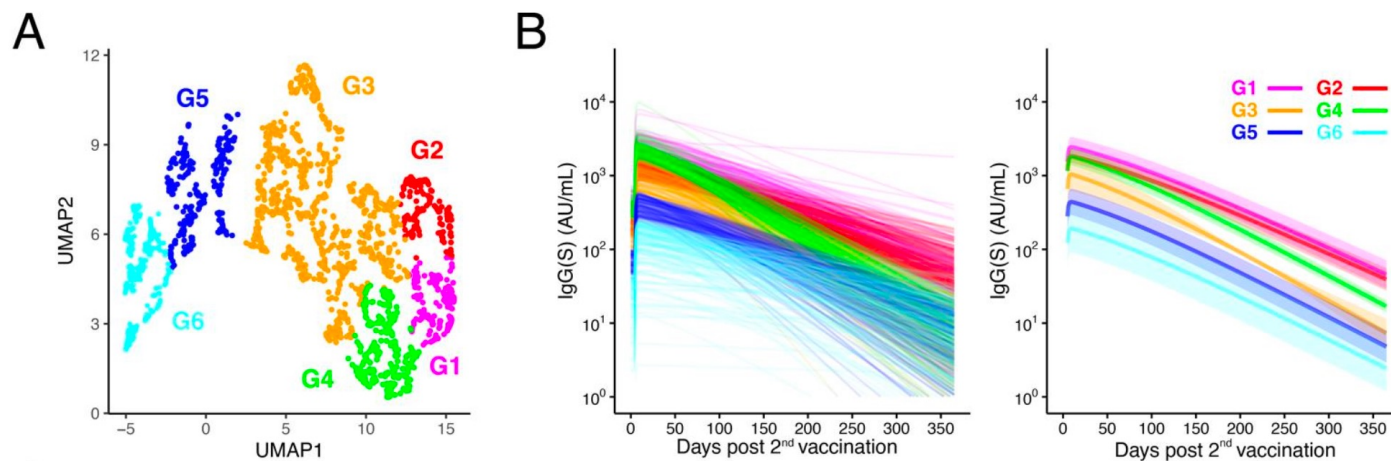 A
B
12
9
6
3
0
UMAP2
−5
0
5
10
15
UMAP1
G5
G3
G2
G6
G4
G1
IgG(S) (AU/mL)
10⁴
10³
10²
10¹
10⁰
0 50 100 150 200 250 300 350
Days post 2ⁿᵈ vaccination
IgG(S) (AU/mL)
10⁴
10³
10²
10¹
10⁰
G1 G2
G3 G4
G5 G6
0 50 100 150 200 250 300 350
Days post 2ⁿᵈ vaccination